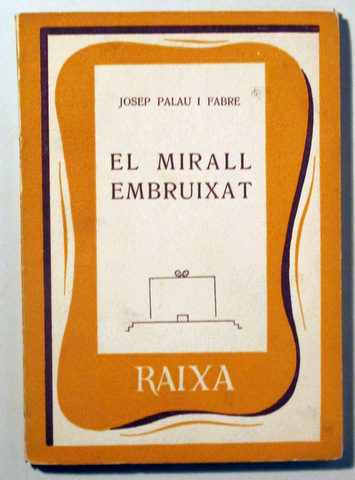 JOSEP PALAU I FABRE
EL MIRALL
EMBRUIXAT
RAIXA